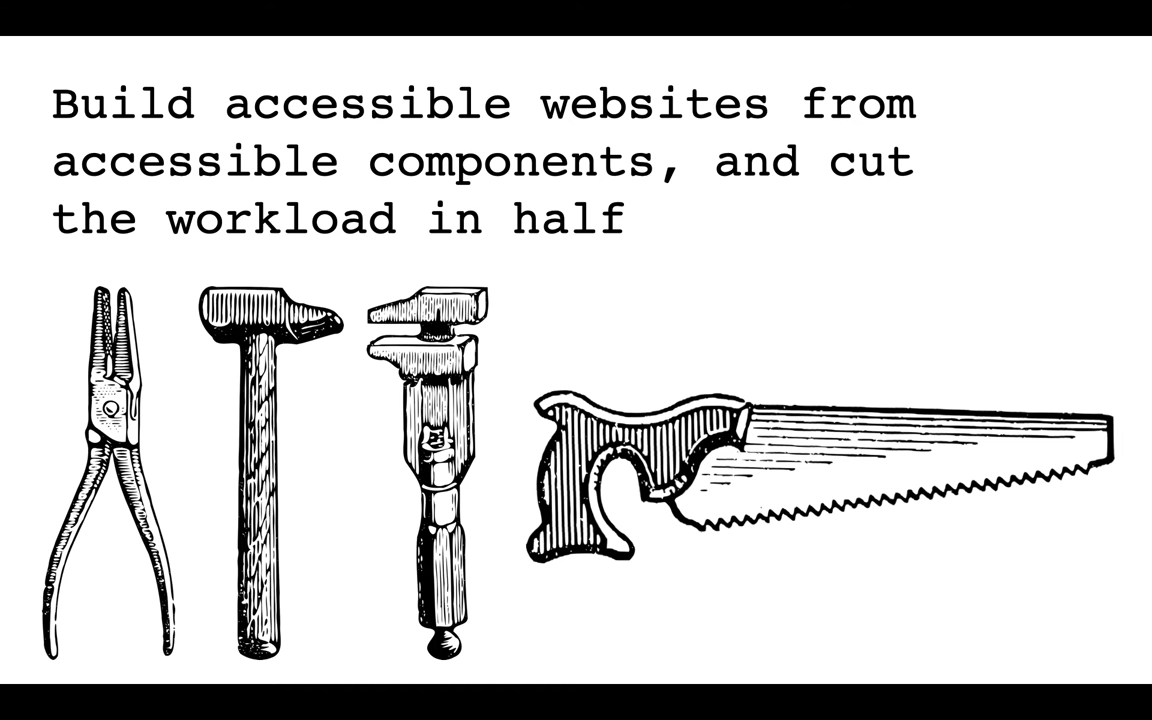 Build accessible websites from
accessible components, and cut
the workload in half